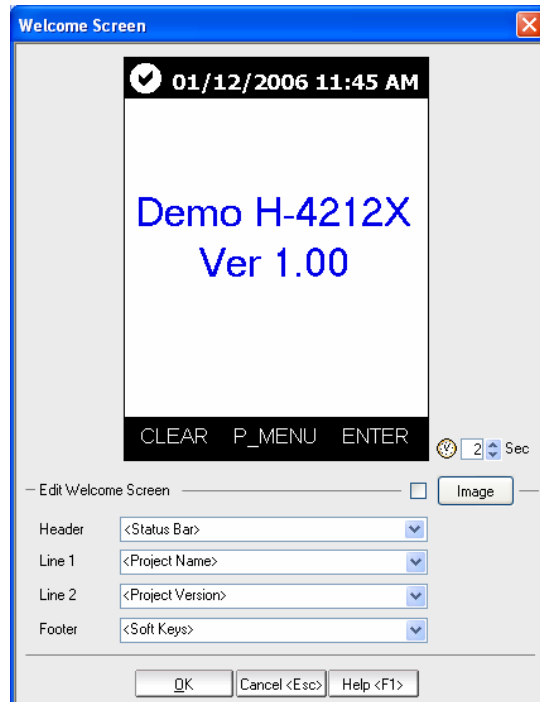 Welcome Screen
01/12/2006 11:45 AM
Demo H-4212X
Ver 1.00
CLEAR P_MENU ENTER
2 Sec
Edit Welcome Screen Image
Header <Status Bar>
Line 1 <Project Name>
Line 2 <Project Version>
Footer <Soft Keys>
OK Cancel <Esc> Help <F1>